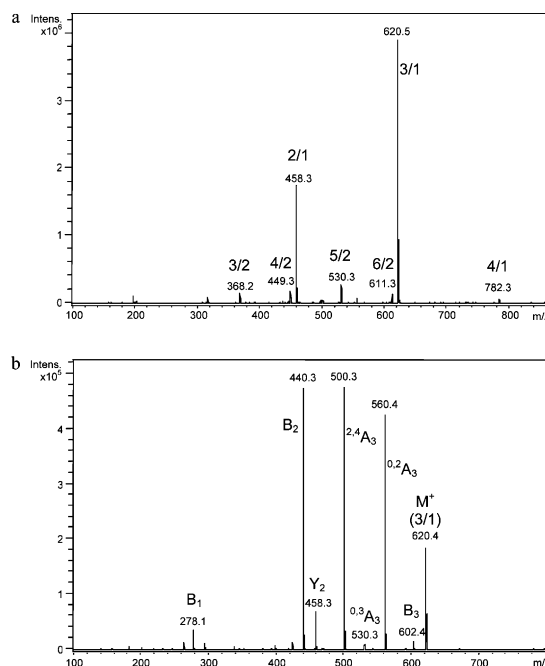 a
Intens.
x10⁶
3
2
1
0
620.5
3/1
2/1
458.3
3/2
368.2
4/2
449.3
5/2
530.3
6/2
611.3
4/1
782.3
100 200 300 400 500 600 700 800 m/
b
Intens.
x10⁵
4
3
2
1
0
440.3
500.3
560.4
B₂
²,⁴A₃
⁰,²A₃
M⁺
(3/1)
620.4
B₁
278.1
Y₂
458.3
⁰,³A₃
530.3
B₃
602.4
100 200 300 400 500 600 700 m/